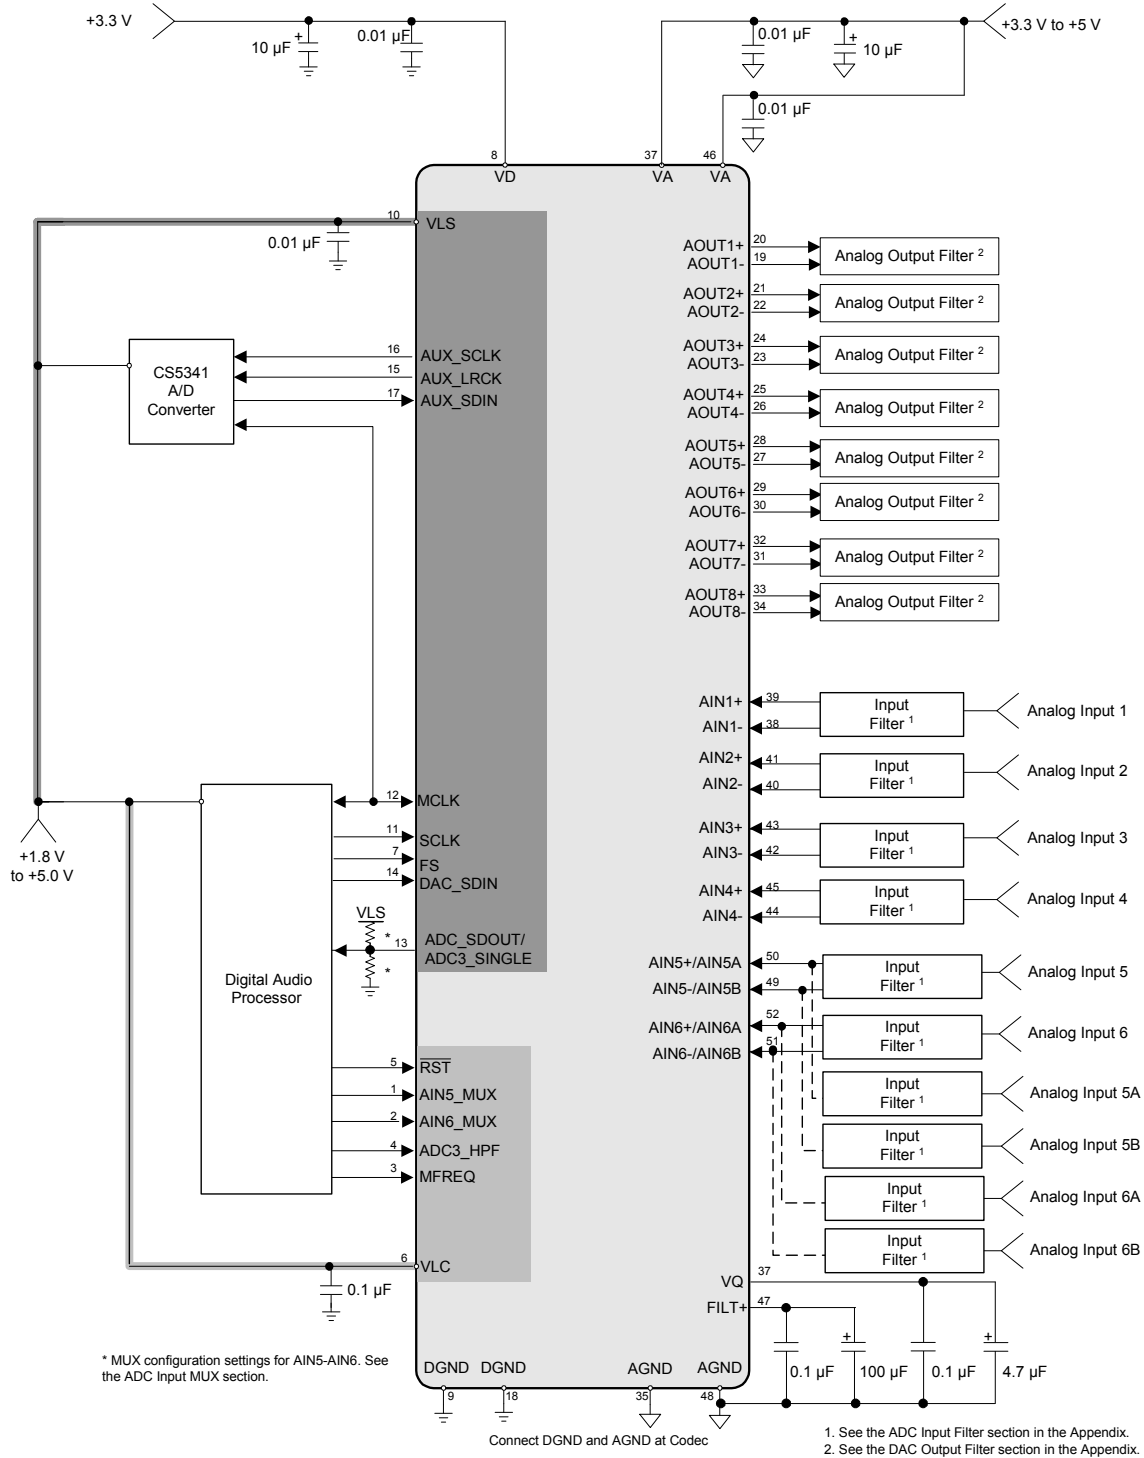 +3.3 V
10 µF
+
0.01 µF
0.01 µF
+
10 µF
+3.3 V to +5 V
0.01 µF
8
VD
37
VA
46
VA
10
VLS
0.01 µF
CS5341
A/D
Converter
16
AUX_SCLK
15
AUX_LRCK
17
AUX_SDIN
AOUT1+
20
AOUT1-
19
Analog Output Filter 2
AOUT2+
21
AOUT2-
22
Analog Output Filter 2
AOUT3+
24
AOUT3-
23
Analog Output Filter 2
AOUT4+
25
AOUT4-
26
Analog Output Filter 2
AOUT5+
28
AOUT5-
27
Analog Output Filter 2
AOUT6+
29
AOUT6-
30
Analog Output Filter 2
AOUT7+
32
AOUT7-
31
Analog Output Filter 2
AOUT8+
33
AOUT8-
34
Analog Output Filter 2
AIN1+
39
AIN1-
38
Input
Filter 1
Analog Input 1
AIN2+
41
AIN2-
40
Input
Filter 1
Analog Input 2
AIN3+
43
AIN3-
42
Input
Filter 1
Analog Input 3
AIN4+
45
AIN4-
44
Input
Filter 1
Analog Input 4
AIN5+/AIN5A
50
AIN5-/AIN5B
49
Input
Filter 1
Analog Input 5
AIN6+/AIN6A
52
AIN6-/AIN6B
51
Input
Filter 1
Analog Input 6
Input
Filter 1
Analog Input 5A
Input
Filter 1
Analog Input 5B
Input
Filter 1
Analog Input 6A
Input
Filter 1
Analog Input 6B
+1.8 V
to +5.0 V
Digital Audio
Processor
12
MCLK
11
SCLK
7
FS
14
DAC_SDIN
VLS
*
*
13
ADC_SDOUT/
ADC3_SINGLE
5
RST
1
AIN5_MUX
2
AIN6_MUX
4
ADC3_HPF
3
MFREQ
6
VLC
0.1 µF
VQ
37
FILT+
47
0.1 µF
+
100 µF
0.1 µF
+
4.7 µF
* MUX configuration settings for AIN5-AIN6. See
the ADC Input MUX section.
DGND
9
DGND
18
AGND
35
AGND
48
Connect DGND and AGND at Codec
1. See the ADC Input Filter section in the Appendix.
2. See the DAC Output Filter section in the Appendix.